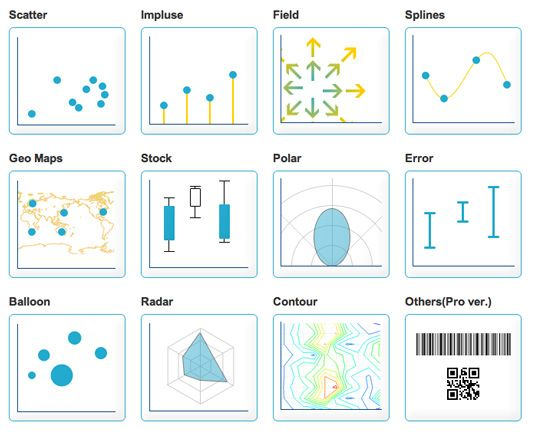 Scatter
Impluse
Field
Splines
Geo Maps
Stock
Polar
Error
Balloon
Radar
Contour
Others(Pro ver.)